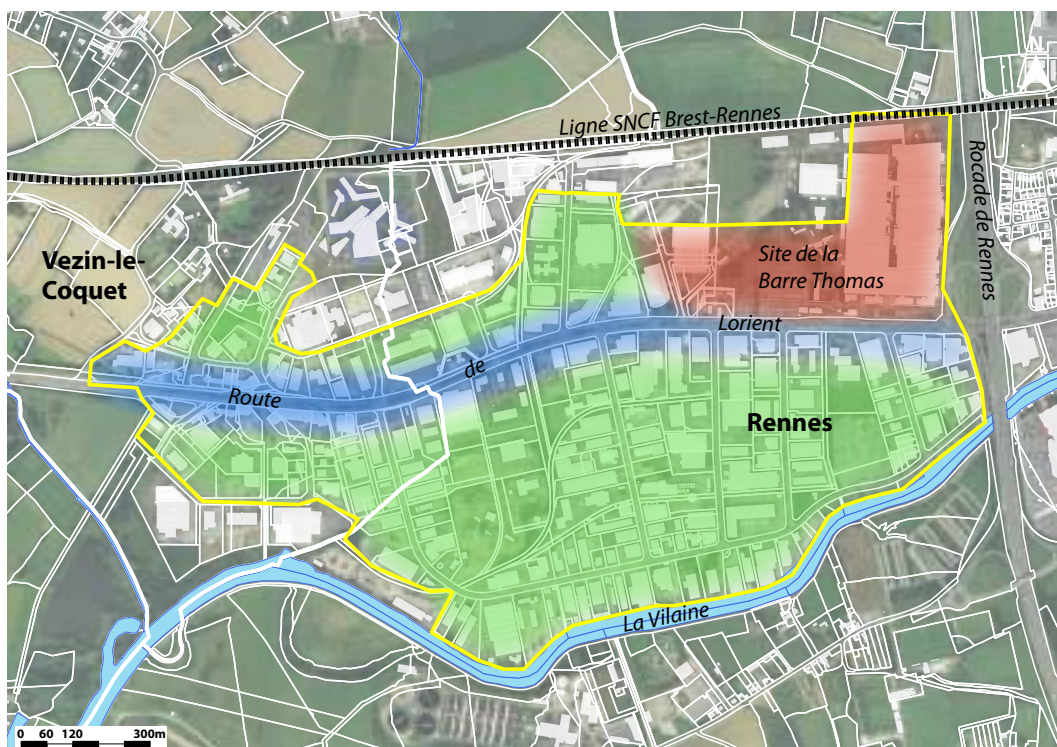 N
Ligne SNCF Brest-Rennes
Rocade de Rennes
Vezin-le-
Coquet
Site de la
Barre Thomas
Route
de
Lorient
Rennes
La Vilaine
0 60 120 300m